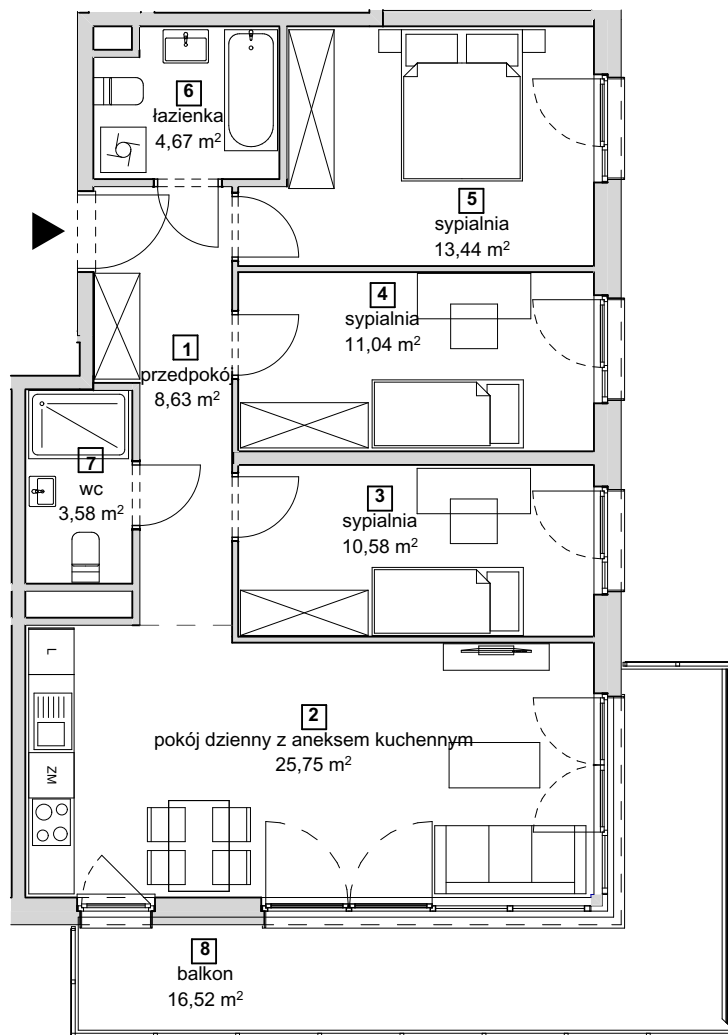 6
łazienka
4,67 m²
5
sypialnia
13,44 m²
4
sypialnia
11,04 m²
1
przedpokój
8,63 m²
7
wc
3,58 m²
3
sypialnia
10,58 m²
L
2
pokój dzienny z aneksem kuchennym
25,75 m²
ZM
8
balkon
16,52 m²